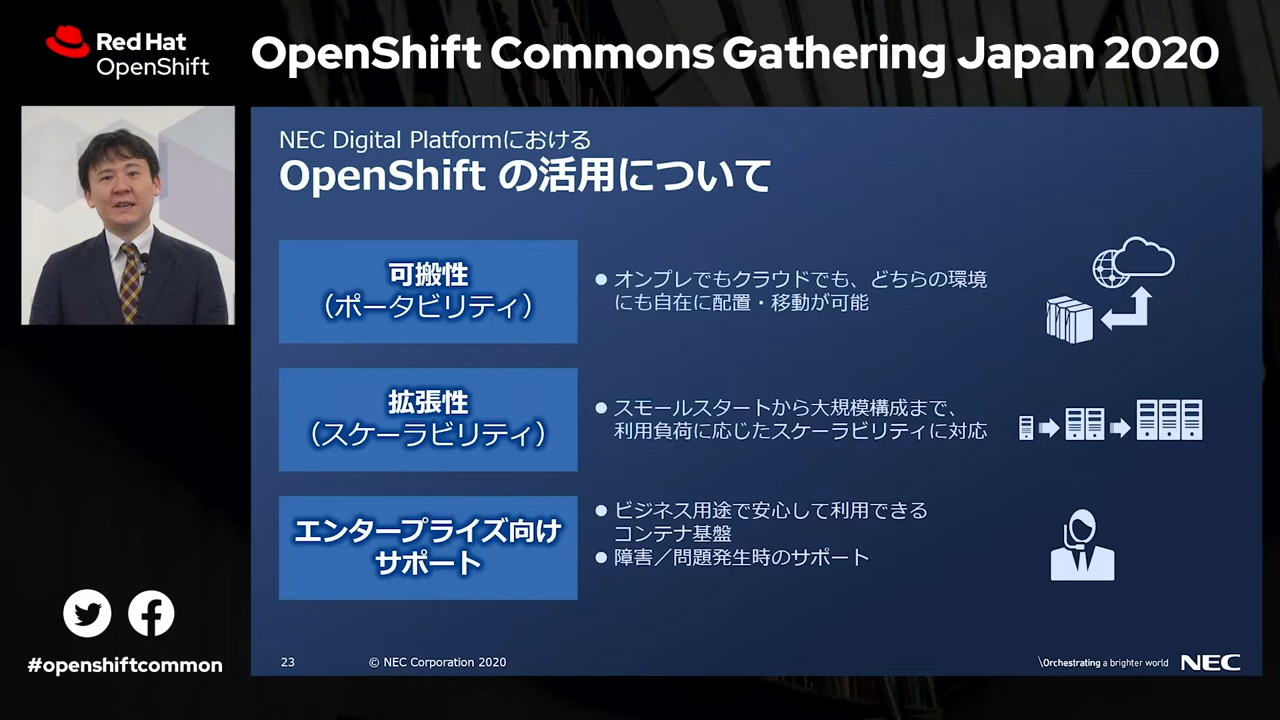 Red Hat
OpenShift
OpenShift Commons Gathering Japan 2020
NEC Digital Platformにおける
OpenShift の活用について
可搬性
（ポータビリティ）
● オンプレでもクラウドでも、どちらの環境
にも自在に配置・移動が可能
拡張性
（スケーラビリティ）
● スモールスタートから大規模構成まで、
利用負荷に応じたスケーラビリティに対応
エンタープライズ向け
サポート
● ビジネス用途で安心して利用できる
コンテナ基盤
● 障害／問題発生時のサポート
#openshiftcommon
23
© NEC Corporation 2020
\Orchestrating a brighter world
NEC